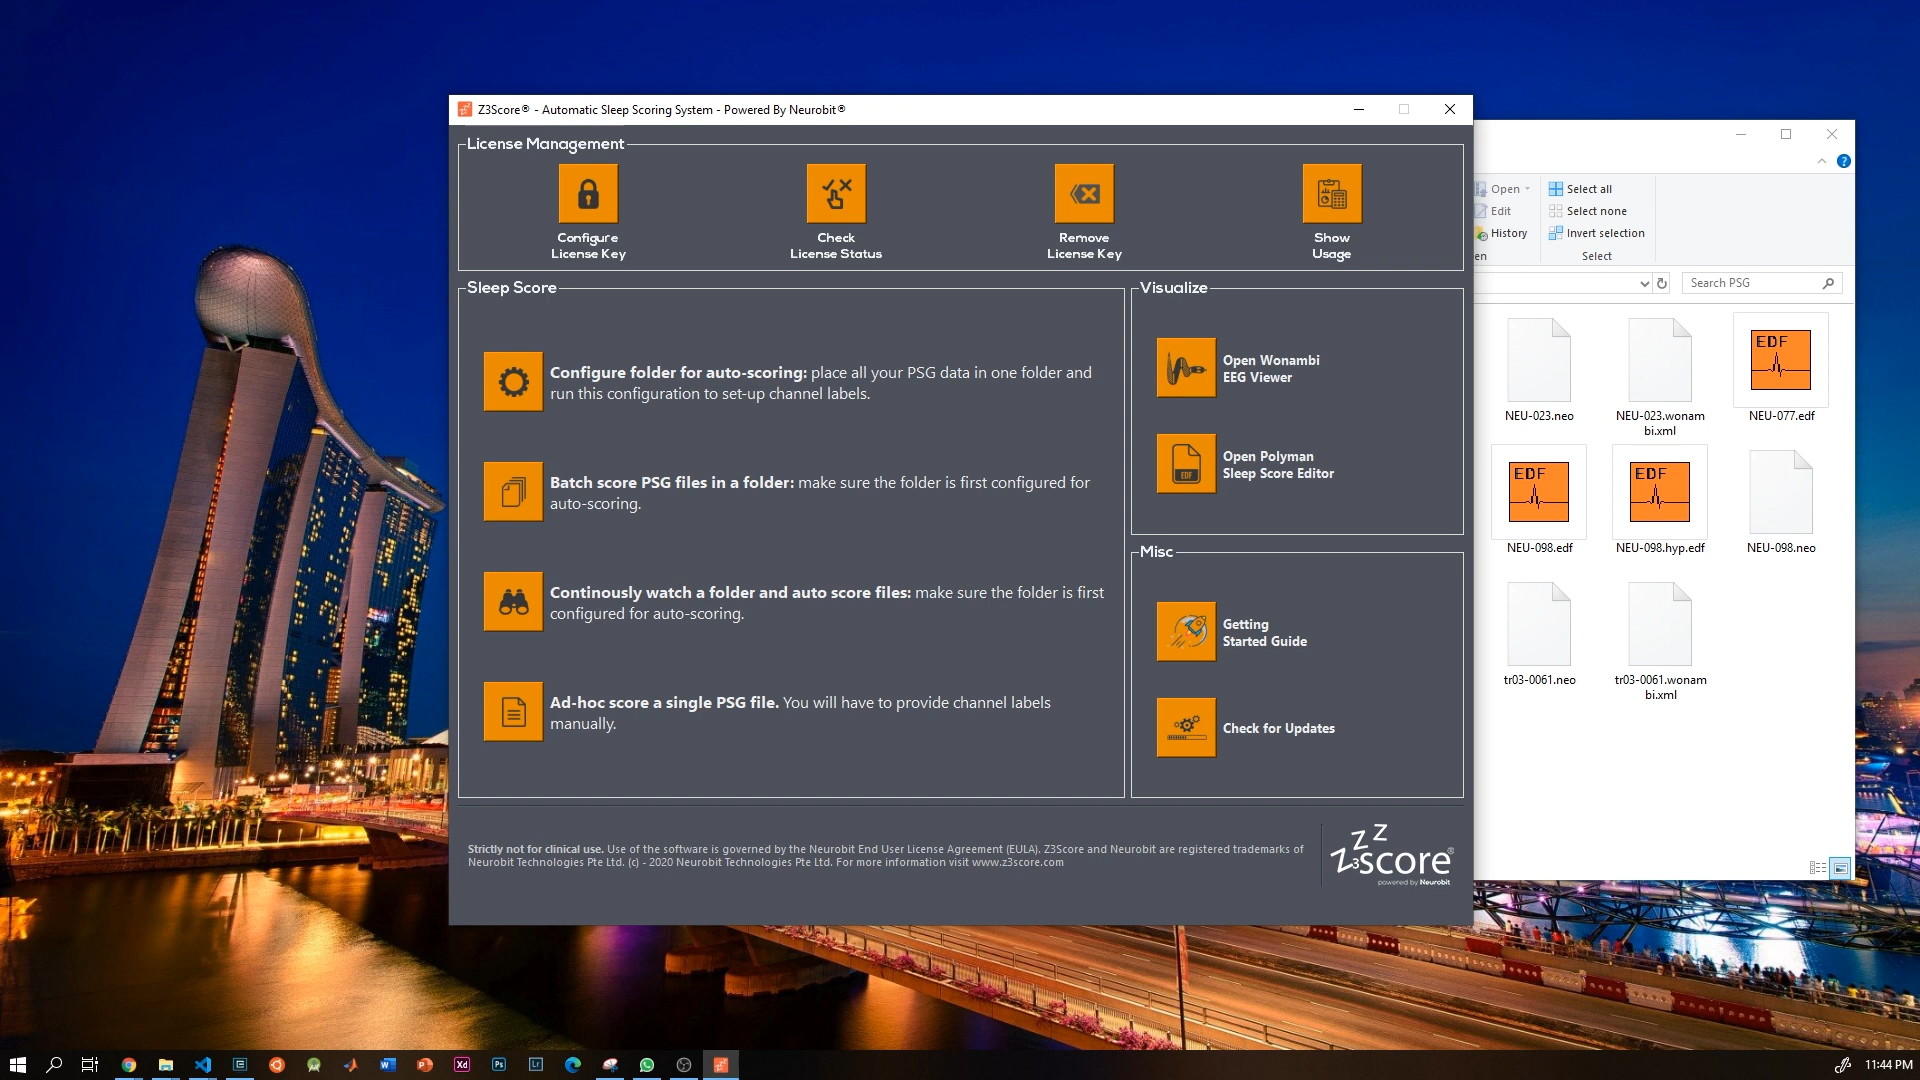 Z3Score® - Automatic Sleep Scoring System - Powered By Neurobit®
License Management
Configure
License Key
Check
License Status
Remove
License Key
Show
Usage
Sleep Score
Configure folder for auto-scoring: place all your PSG data in one folder and
run this configuration to set-up channel labels.
Batch score PSG files in a folder: make sure the folder is first configured for
auto-scoring.
Continously watch a folder and auto score files: make sure the folder is first
configured for auto-scoring.
Ad-hoc score a single PSG file. You will have to provide channel labels
manually.
Visualize
Open Wonambi
EEG Viewer
EDF
Open Polyman
Sleep Score Editor
Misc
Getting
Started Guide
Check for Updates
Strictly not for clinical use. Use of the software is governed by the Neurobit End User License Agreement (EULA). Z3Score and Neurobit are registered trademarks of
Neurobit Technologies Pte Ltd. (c) - 2020 Neurobit Technologies Pte Ltd. For more information visit www.z3score.com
Z Z
Z3score®
powered by Neurobit
Open
Edit
History
en
Select all
Select none
Invert selection
Select
Search PSG
EDF
NEU-023.neo
NEU-023.wonam
bi.xml
NEU-077.edf
EDF
EDF
NEU-098.edf
NEU-098.hyp.edf
NEU-098.neo
tr03-0061.neo
tr03-0061.wonam
bi.xml
W
P
Xd
Ps
Lr
11:44 PM